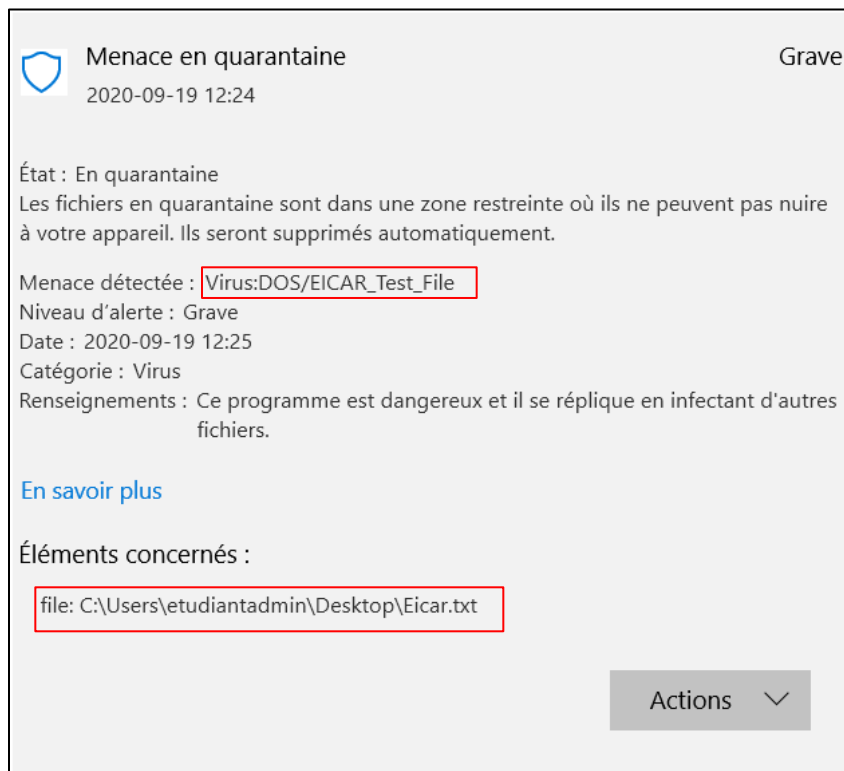 Menace en quarantaine
Grave
2020-09-19 12:24
État : En quarantaine
Les fichiers en quarantaine sont dans une zone restreinte où ils ne peuvent pas nuire
à votre appareil. Ils seront supprimés automatiquement.
Menace détectée : Virus:DOS/EICAR_Test_File
Niveau d'alerte : Grave
Date : 2020-09-19 12:25
Catégorie : Virus
Renseignements : Ce programme est dangereux et il se réplique en infectant d'autres
fichiers.
En savoir plus
Éléments concernés :
file: C:\Users\etudiantadmin\Desktop\Eicar.txt
Actions